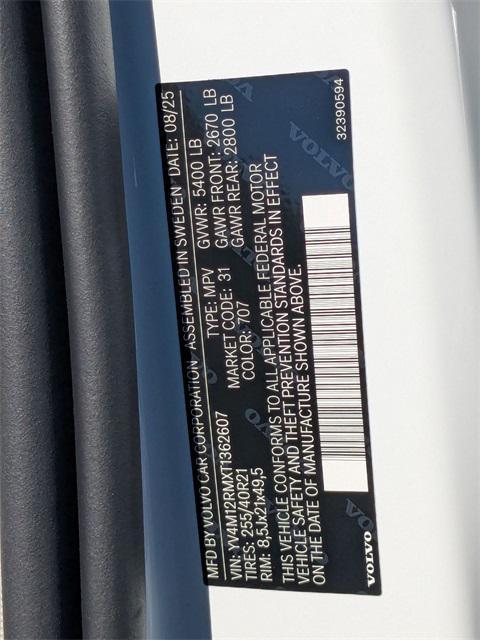 MFD BY VOLVO CAR CORPORATION ASSEMBLED IN SWEDEN DATE: 08/25
VIN: YV4M12RMXT1362607 TYPE: MPV GVWR: 5400 LB
TIRES: 255/40R21 MARKET CODE: 31 GAWR FRONT: 2670 LB
RIM: 8,5Jx21x49,5 COLOR: 707 GAWR REAR: 2800 LB
THIS VEHICLE CONFORMS TO ALL APPLICABLE FEDERAL MOTOR
VEHICLE SAFETY AND THEFT PREVENTION STANDARDS IN EFFECT
ON DATE OF MANUFACTURE SHOWN ABOVE.
VOLVO
32390594